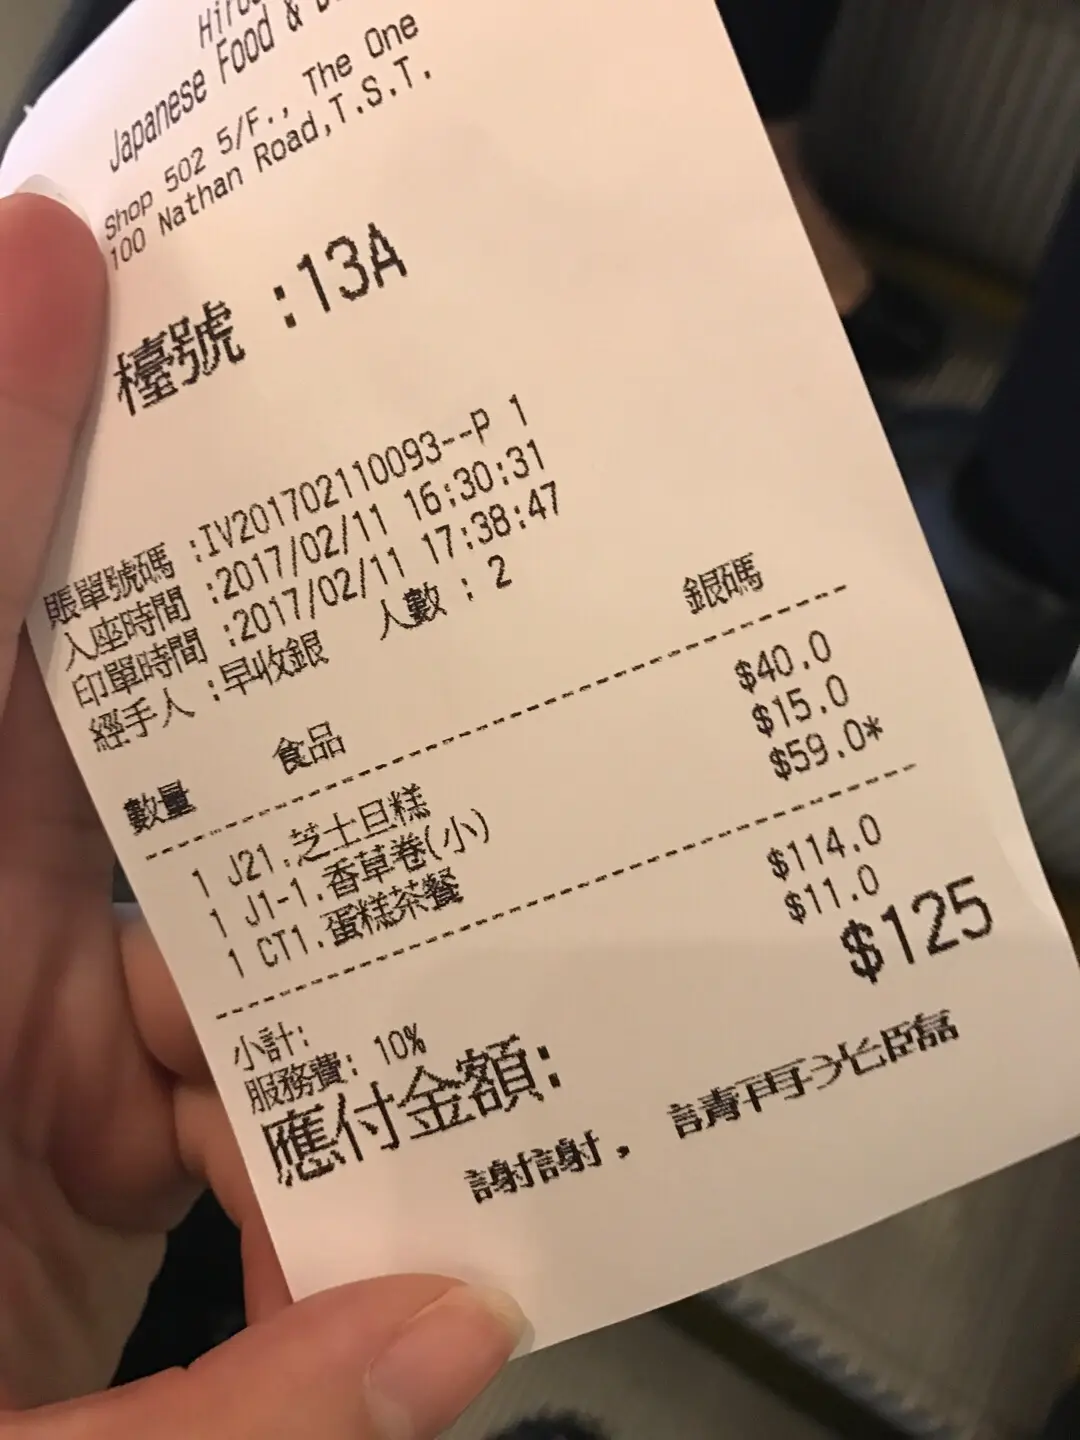 Japanese Food &
Shop 502 5/F., The One
100 Nathan Road,T.S.T.
檯號 :13A
賬單號碼 :IV201702110093--P 1
入座時間 :2017/02/11 16:30:31
印單時間 :2017/02/11 17:38:47
經手人 :早收銀 人數 : 2
數量 食品 銀碼
1 J21.芝士旦糕 $40.0
1 J1-1.香草卷(小) $15.0
1 CT1.蛋糕茶餐 $59.0*
小計: $114.0
服務費: 10% $11.0
應付金額: $125
謝謝, 請再光臨